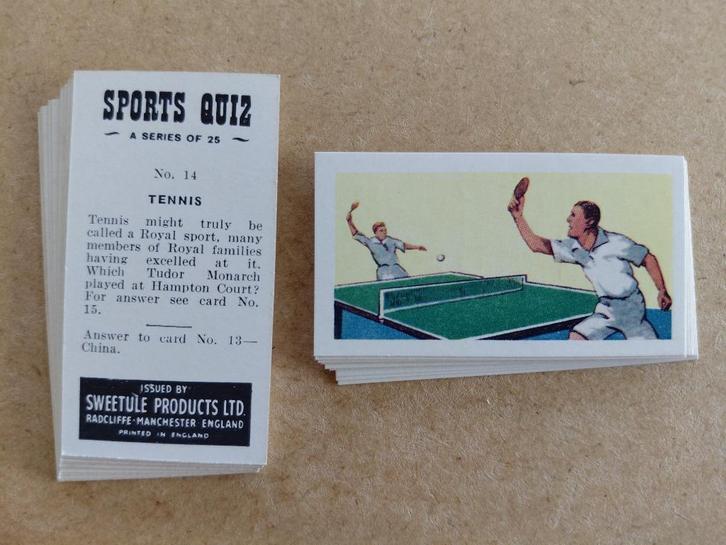 SPORTS QUIZ
A SERIES OF 25
No. 14
TENNIS
Tennis might truly be
called a Royal sport, many
members of Royal families
having excelled at it.
Which Tudor Monarch
played at Hampton Court?
For answer see card No.
15.
Answer to card No. 13—
China.
ISSUED BY
SWEETULE PRODUCTS LTD.
RADCLIFFE·MANCHESTER ENGLAND
PRINTED IN ENGLAND